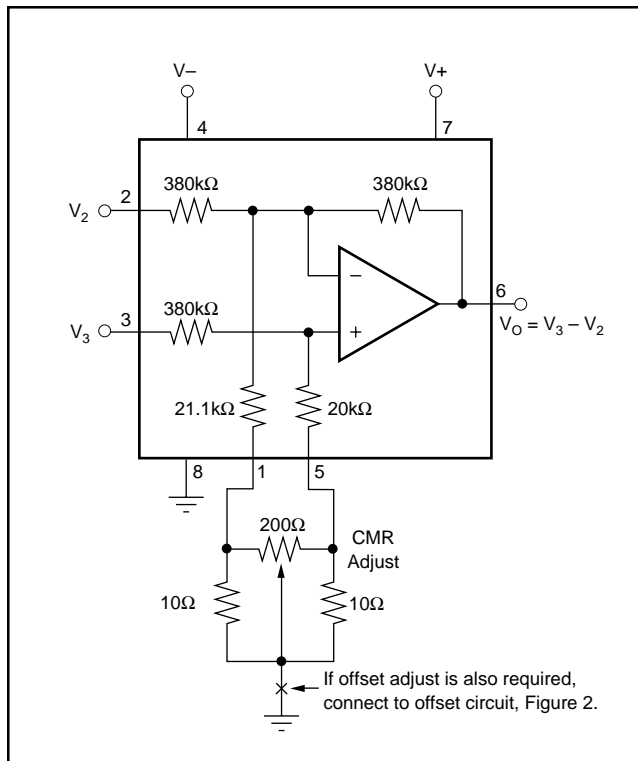 V–
V+
4
7
380kΩ
380kΩ
V2
2
6
380kΩ
–
V3
3
+
VO = V3 – V2
21.1kΩ
20kΩ
8
1
5
200Ω
CMR
Adjust
10Ω
10Ω
If offset adjust is also required,
connect to offset circuit, Figure 2.